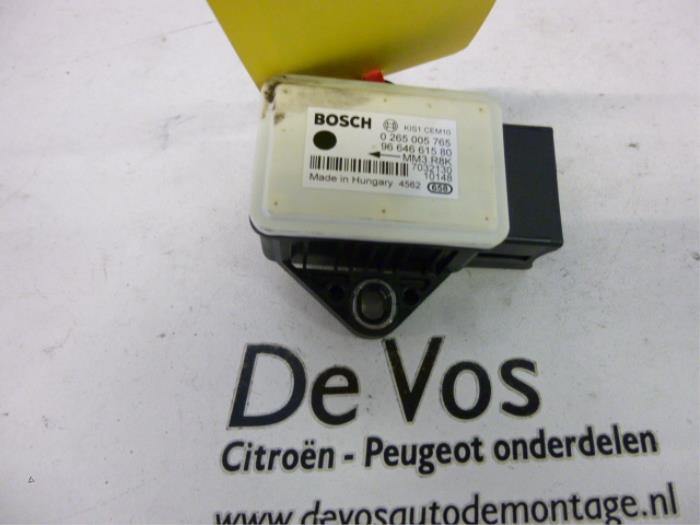 BOSCH KIS1 CEM10
0 265 005 765
96 646 615 80
MM3.R8K
7032130
10148
Made in Hungary 4562 658
De Vos
Citroën - Peugeot onderdelen
www.devosautodemontage.nl